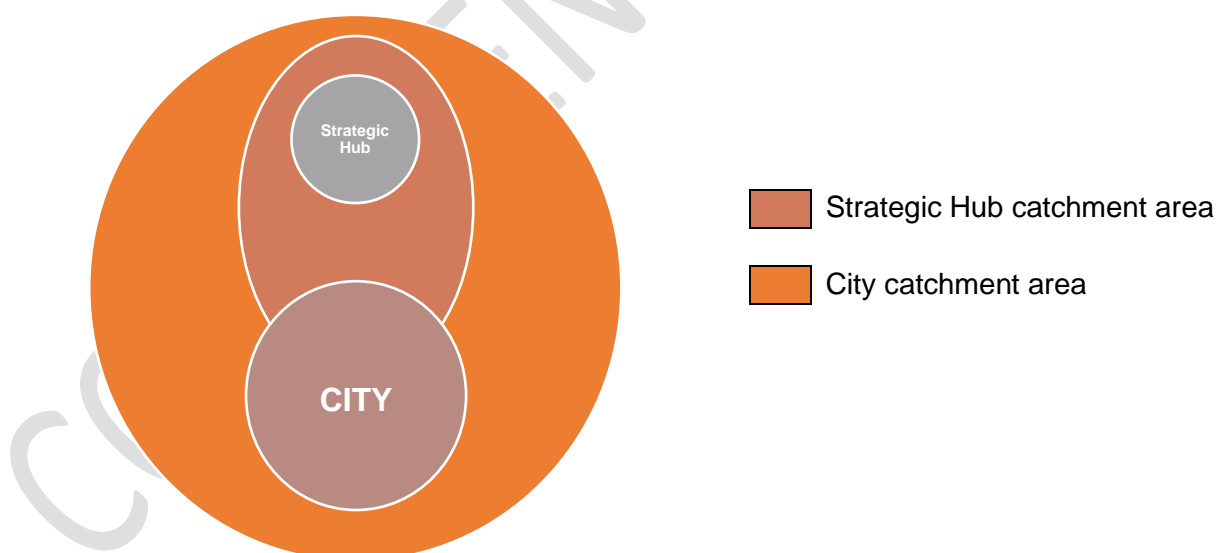 Strategic
Hub
CITY
Strategic Hub catchment area
City catchment area